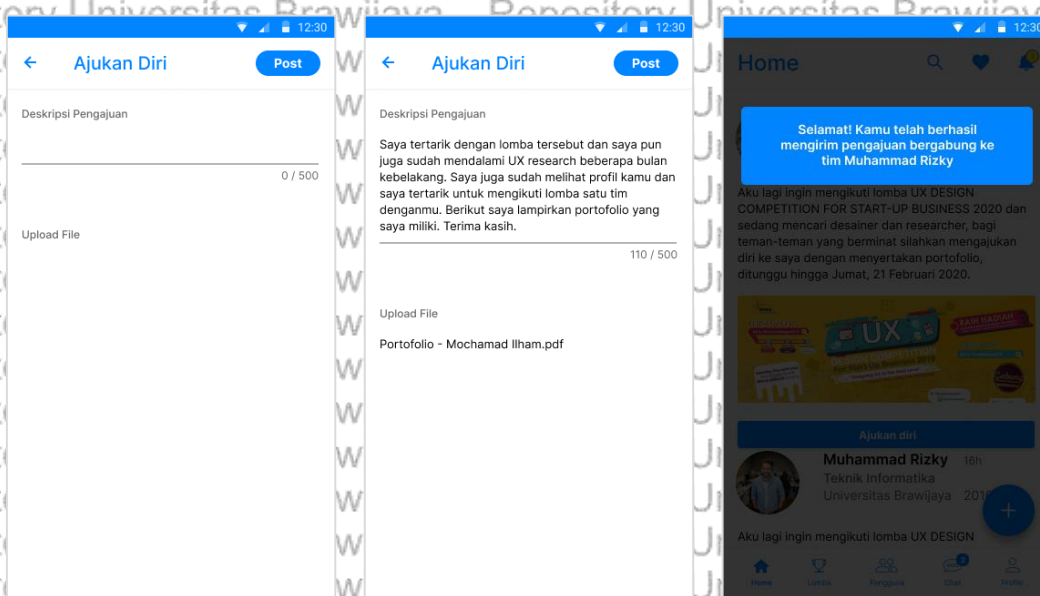 Universitas Brawijaya Repository Universitas Brawijaya
12:30
Ajukan Diri
Post
Deskripsi Pengajuan
0 / 500
Upload File
12:30
Ajukan Diri
Post
Deskripsi Pengajuan
Saya tertarik dengan lomba tersebut dan saya pun
juga sudah mendalami UX research beberapa bulan
kebelakang. Saya juga sudah melihat profil kamu dan
saya tertarik untuk mengikuti lomba satu tim
denganmu. Berikut saya lampirkan portofolio yang
saya miliki. Terima kasih.
110 / 500
Upload File
Portofolio - Mochamad Ilham.pdf
12:30
Home
Selamat! Kamu telah berhasil
mengirim pengajuan bergabung ke
tim Muhammad Rizky
Aku lagi ingin mengikuti lomba UX DESIGN
COMPETITION FOR START-UP BUSINESS 2020 dan
sedang mencari desainer dan researcher, bagi
teman-teman yang berminat silahkan mengajukan
diri ke saya dengan menyertakan portofolio,
ditunggu hingga Jumat, 21 Februari 2020.
UX
Ajukan diri
Muhammad Rizky 16h
Teknik Informatika
Universitas Brawijaya
Aku lagi ingin mengikuti lomba UX DESIGN
Home
Lomba
Pengguna
Chat
Profile